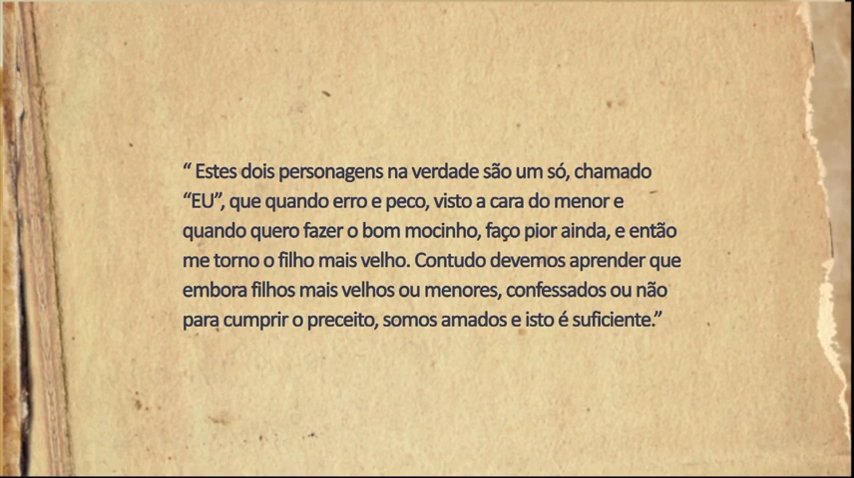 “ Estes dois personagens na verdade são um só, chamado
“EU”, que quando erro e peco, visto a cara do menor e
quando quero fazer o bom mocinho, faço pior ainda, e então
me torno o filho mais velho. Contudo devemos aprender que
embora filhos mais velhos ou menores, confessados ou não
para cumprir o preceito, somos amados e isto é suficiente.”